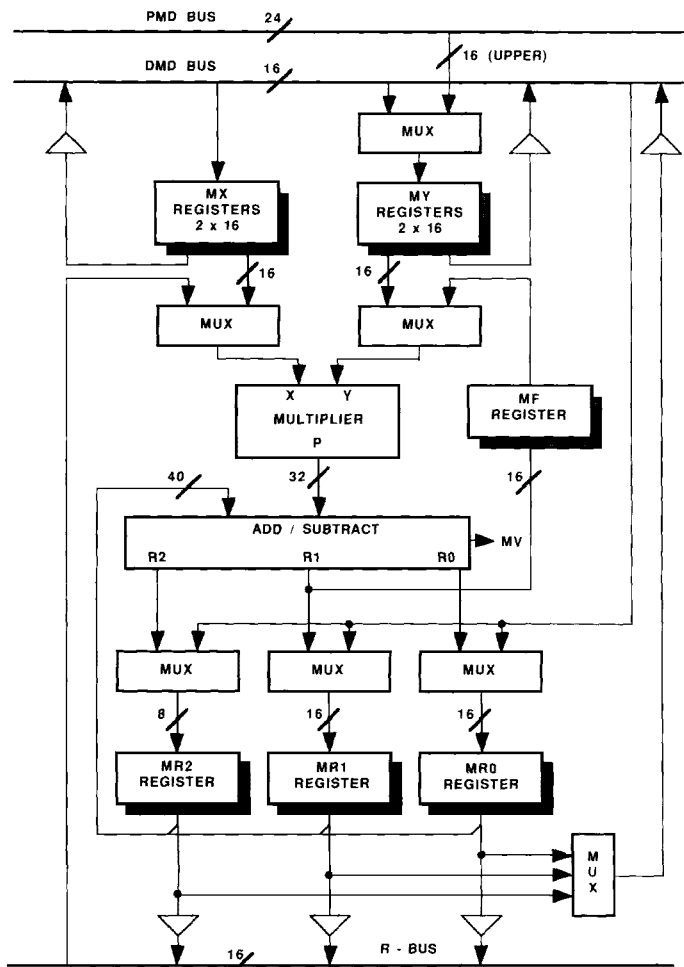 PMD BUS 24
16 (UPPER)
DMD BUS 16
MUX
MX
REGISTERS
2 x 16
MY
REGISTERS
2 x 16
16
16
MUX
MUX
X Y
MULTIPLIER
P
MF
REGISTER
40
32
16
ADD / SUBTRACT
R2 R1 R0
MV
MUX
MUX
MUX
8
16
16
MR2
REGISTER
MR1
REGISTER
MR0
REGISTER
MUX
16
R - BUS